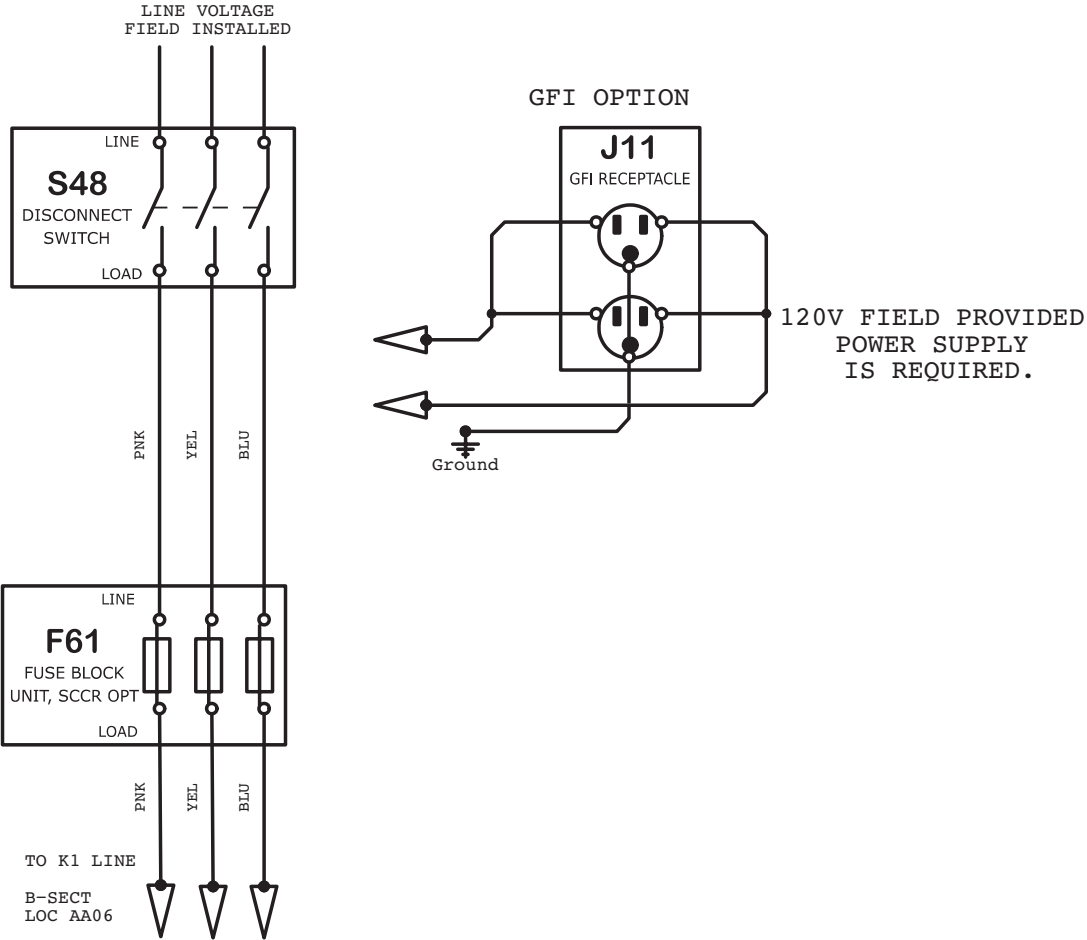 LINE VOLTAGE
FIELD INSTALLED
LINE
S48
DISCONNECT
SWITCH
LOAD
GFI OPTION
J11
GFI RECEPTACLE
120V FIELD PROVIDED
POWER SUPPLY
IS REQUIRED.
Ground
PNK
YEL
BLU
LINE
F61
FUSE BLOCK
UNIT, SCCR OPT
LOAD
PNK
YEL
BLU
TO K1 LINE
B-SECT
LOC AA06